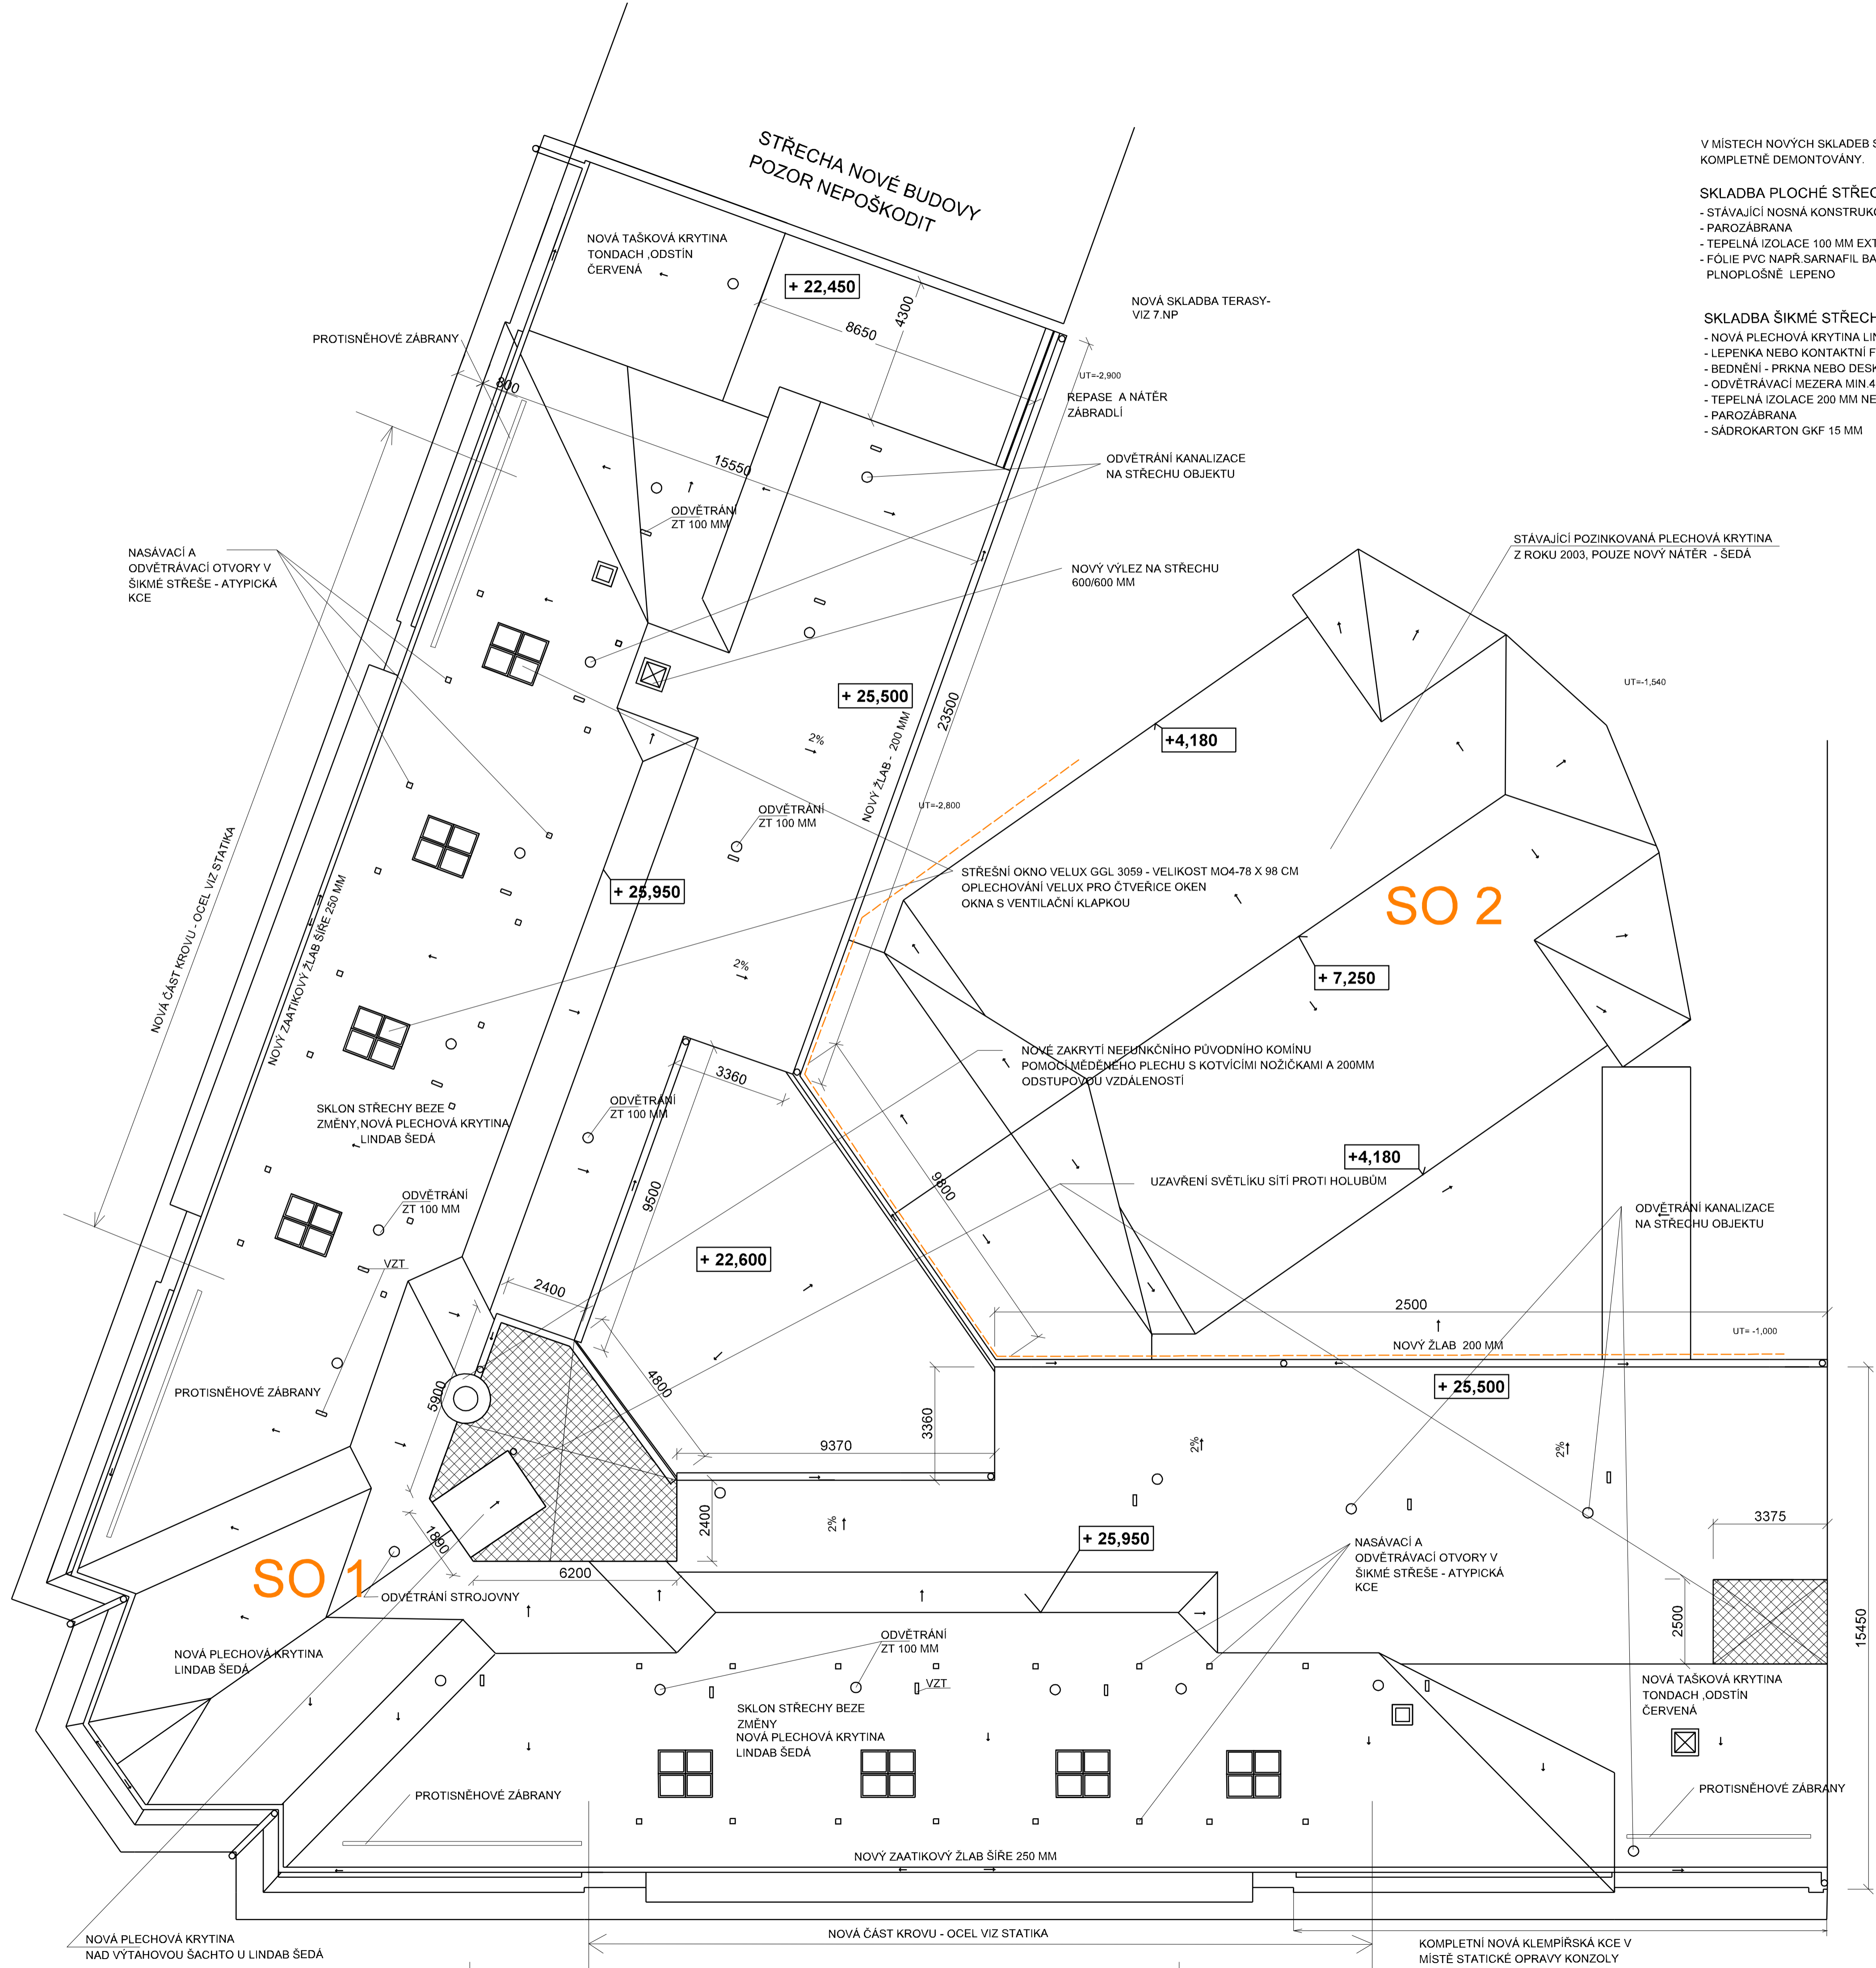 STŘECHA NOVÉ BUDOVY
POZOR NEPOŠKODIT
V MÍSTECH NOVÝCH SKLADEB
KOMPLETNĚ DEMONTOVÁNY.
SKLADBA PLOCHÉ
- STÁVAJÍCÍ NOSNÁ
- PAROZÁBRANA
- TEPELNÁ IZOLACE 100 MM
- FÓLIE PVC NAPŘ.SARNAFIL
PLNOPLOŠNĚ LEPENO
SKLADBA ŠIKMÉ
- NOVÁ PLECHOVÁ KRYTINA
- LEPENKA NEBO KONTAKTNÍ
- BEDNĚNÍ - PRKNA NEBO
- ODVĚTRÁVACÍ MEZERA
- TEPELNÁ IZOLACE 200 MM
- PAROZÁBRANA
- SÁDROKARTON GKF 15 MM
NOVÁ TAŠKOVÁ KRYTINA
TONDACH ,ODSTÍN
ČERVENÁ
+ 22,450
4300
8650
NOVÁ SKLADBA TERASY-
VIZ 7.NP
PROTISNĚHOVÉ ZÁBRANY
800
UT=-2,900
REPASE A NÁTĚR
ZÁBRADLÍ
15550
ODVĚTRÁNÍ KANALIZACE
NA STŘECHU OBJEKTU
ODVĚTRÁNÍ
ZT 100 MM
STÁVAJÍCÍ POZINKOVANÁ PLECHOVÁ KRYTINA
Z ROKU 2003, POUZE NOVÝ NÁTĚR - ŠEDÁ
NASÁVACÍ A
ODVĚTRÁVACÍ OTVORY V
ŠIKMÉ STŘEŠE - ATYPICKÁ
KCE
NOVÝ VÝLEZ NA STŘECHU
600/600 MM
UT=-1,540
+ 25,500
23500
+4,180
2%
NOVÝ ŽLAB - 200 MM
UT=-2,800
ODVĚTRÁNÍ
ZT 100 MM
NOVÁ ČÁST KROVU - OCEL VIZ STATIKA
NOVÝ ZAATIKOVÝ ŽLAB ŠÍŘE 250 MM
+ 25,950
STŘEŠNÍ OKNO VELUX GGL 3059 - VELIKOST MO4-78 X 98 CM
OPLECHOVÁNÍ VELUX PRO ČTVEŘICE OKEN
OKNA S VENTILAČNÍ KLAPKOU
SO 2
2%
+ 7,250
NOVÉ ZAKRYTÍ NEFUNKČNÍHO PŮVODNÍHO KOMÍNU
POMOCÍ MĚDĚNÉHO PLECHU S KOTVÍCÍMI NOŽIČKAMI A 200MM
ODSTUPOVOU VZDÁLENOSTÍ
3360
SKLON STŘECHY BEZE
ZMĚNY,NOVÁ PLECHOVÁ KRYTINA
LINDAB ŠEDÁ
ODVĚTRÁNÍ
ZT 100 MM
+4,180
9500
9800
UZAVŘENÍ SVĚTLÍKU SÍTÍ PROTI HOLUBŮM
ODVĚTRÁNÍ
ZT 100 MM
ODVĚTRÁNÍ KANALIZACE
NA STŘECHU OBJEKTU
VZT
+ 22,600
2400
2500
UT= -1,000
NOVÝ ŽLAB 200 MM
PROTISNĚHOVÉ ZÁBRANY
5900
4800
+ 25,500
3360
9370
2%
2%
2400
2%
3375
1890
+ 25,950
NASÁVACÍ A
ODVĚTRÁVACÍ OTVORY V
ŠIKMÉ STŘEŠE - ATYPICKÁ
KCE
SO 1
6200
ODVĚTRÁNÍ STROJOVNY
2500
15450
ODVĚTRÁNÍ
ZT 100 MM
NOVÁ PLECHOVÁ KRYTINA
LINDAB ŠEDÁ
VZT
NOVÁ TAŠKOVÁ KRYTINA
TONDACH ,ODSTÍN
ČERVENÁ
SKLON STŘECHY BEZE
ZMĚNY
NOVÁ PLECHOVÁ KRYTINA
LINDAB ŠEDÁ
PROTISNĚHOVÉ ZÁBRANY
PROTISNĚHOVÉ ZÁBRANY
NOVÝ ZAATIKOVÝ ŽLAB ŠÍŘE 250 MM
NOVÁ PLECHOVÁ KRYTINA
NAD VÝTAHOVOU ŠACHTO U LINDAB ŠEDÁ
NOVÁ ČÁST KROVU - OCEL VIZ STATIKA
KOMPLETNÍ NOVÁ KLEMPÍŘSKÁ KCE V
MÍSTĚ STATICKÉ OPRAVY KONZOLY